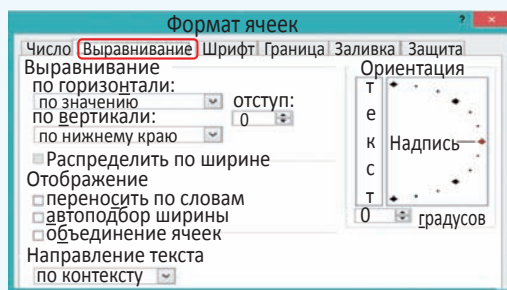 Формат ячеек ?
Число Выравнивание Шрифт Граница Заливка Защита
Выравнивание
по горизонтали:
по значению
отступ:
по вертикали:
0
по нижнему краю
Распределить по ширине
Отображение
переносить по словам
автоподбор ширины
объединение ячеек
Направление текста
по контексту
Ориентация
Т
е
к
с
т
Надпись
0 градусов